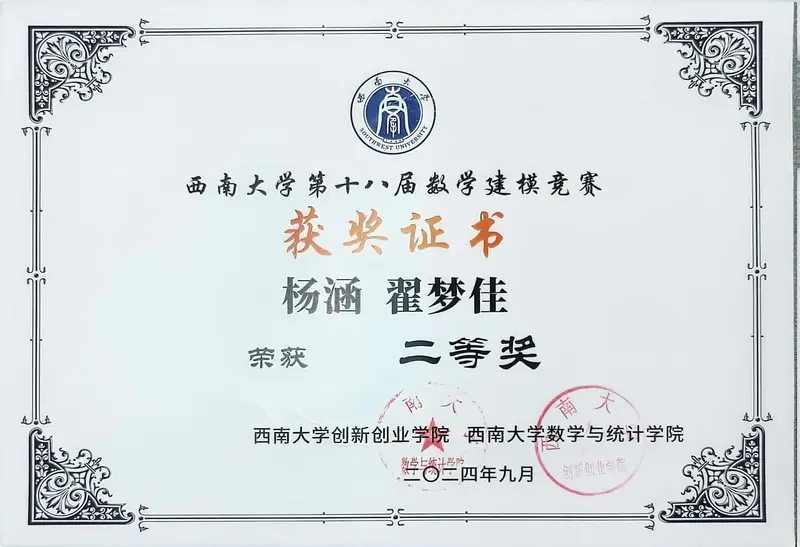 西南大学
SOUTHWEST UNIVERSITY
西南大学第十八届数学建模竞赛
获奖证书
杨涵 翟梦佳
荣获 二等奖
西南大学创新创业学院 西南大学数学与统计学院
二〇二四年九月
南大
数学与统计学院
西南大
创新创业学院